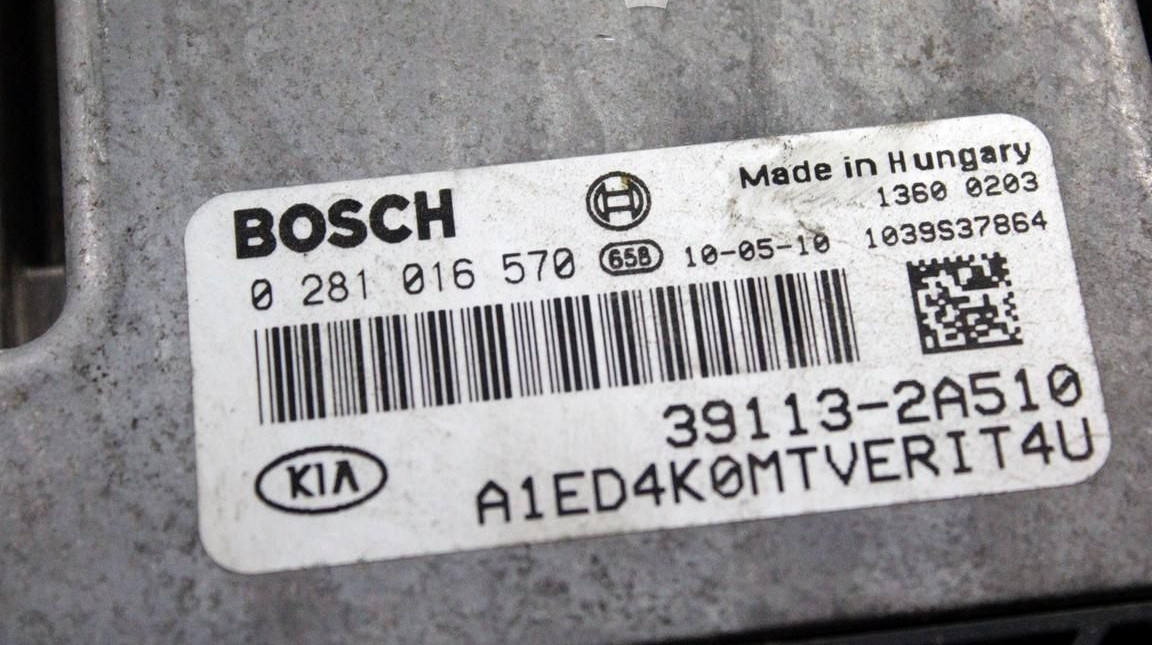 BOSCH
Made in Hungary
1360 0203
0 281 016 570 658 10-05-10 1039S37864
39113-2A510
KIA A1ED4K0MTVERIT4U